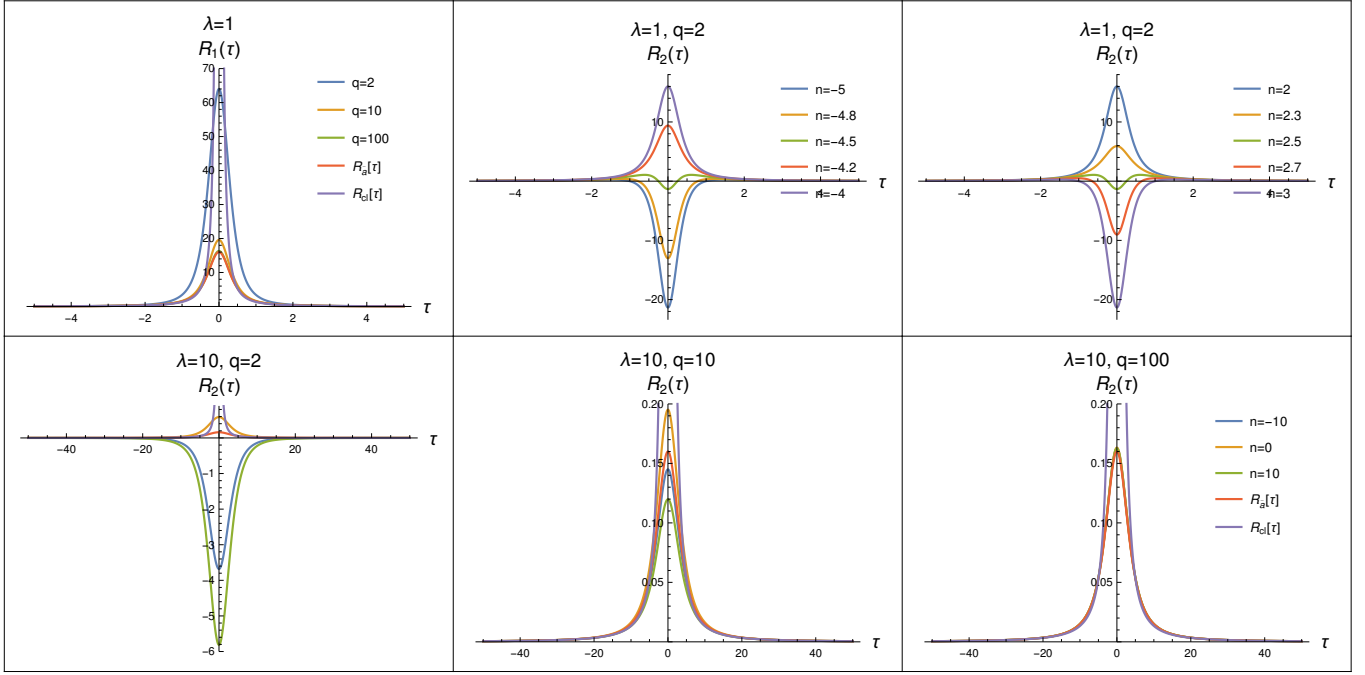 λ=1
R₁(τ)
70
60
50
40
30
20
10
−4 −2 0 2 4 τ
q=2
q=10
q=100
Rₐ[τ]
R_cl[τ]
λ=1, q=2
R₂(τ)
10
−10
−20
−4 −2 2 4 τ
n=−5
n=−4.8
n=−4.5
n=−4.2
n=−4
λ=1, q=2
R₂(τ)
10
−10
−20
−4 −2 2 4 τ
n=2
n=2.3
n=2.5
n=2.7
n=3
λ=10, q=2
R₂(τ)
−40 −20 20 40 τ
−1
−2
−3
−4
−5
−6
λ=10, q=10
R₂(τ)
0.20
0.15
0.10
0.05
−40 −20 0 20 40 τ
λ=10, q=100
R₂(τ)
0.20
0.15
0.10
0.05
−40 −20 0 20 40 τ
n=−10
n=0
n=10
Rₐ[τ]
R_cl[τ]